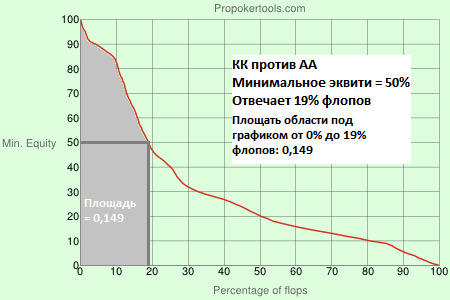 Propokertools.com
100
90
80
70
60
50
40
30
20
10
0
Min. Equity
КК против АА
Минимальное эквити = 50%
Отвечает 19% флопов
Площать области под
графиком от 0% до 19%
флопов: 0,149
Площадь
= 0,149
0 10 20 30 40 50 60 70 80 90 100
Percentage of flops